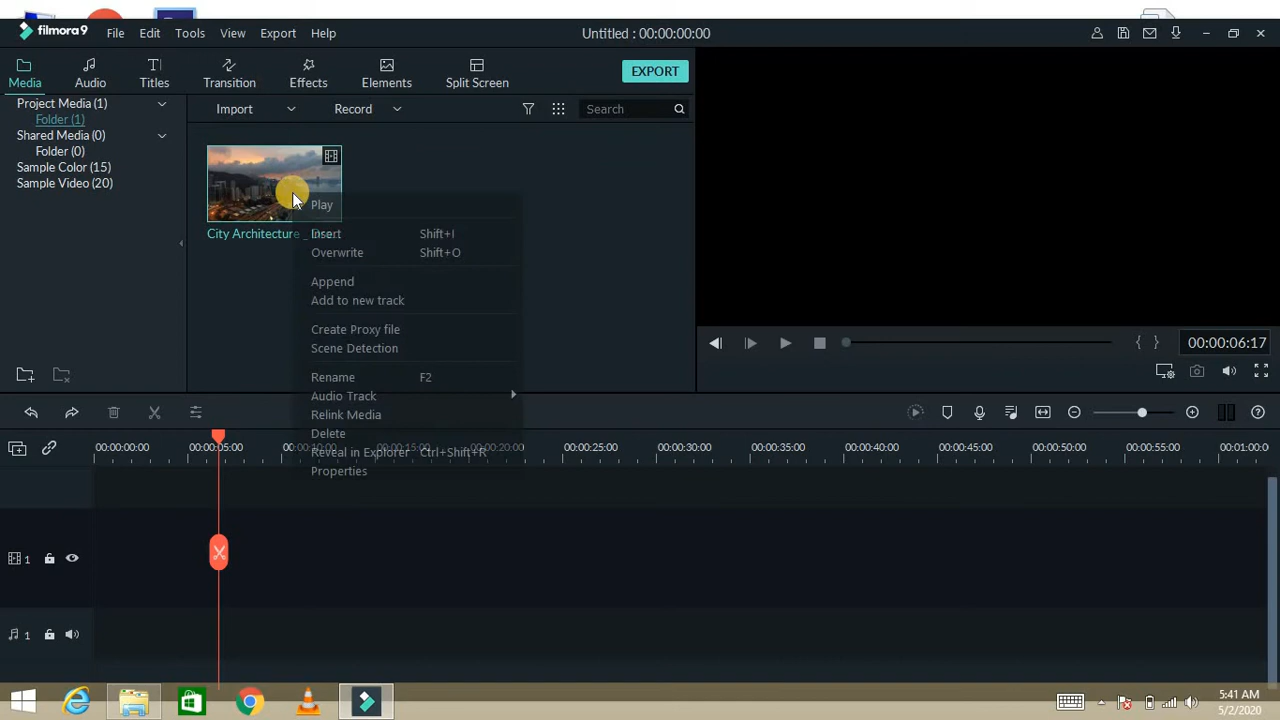 filmora9 File Edit Tools View Export Help Untitled : 00:00:00:00
Media Audio Titles Transition Effects Elements Split Screen EXPORT
Project Media (1) Import Record Search
Folder (1)
Shared Media (0)
Folder (0)
Sample Color (15)
Sample Video (20)
City Architecture _
Play
Insert Shift+I
Overwrite Shift+O
Append
Add to new track
Create Proxy file
Scene Detection
Rename F2
Audio Track
Relink Media
Delete
Reveal in Explorer Ctrl+Shift+R
Properties
{ } 00:00:06:17
00:00:00:00 00:00:05:00 00:00:10:00 00:00:15:00 00:00:20:00 00:00:25:00 00:00:30:00 00:00:35:00 00:00:40:00 00:00:45:00 00:00:50:00 00:00:55:00 00:01:00:0
1
1
5:41 AM
5/2/2020